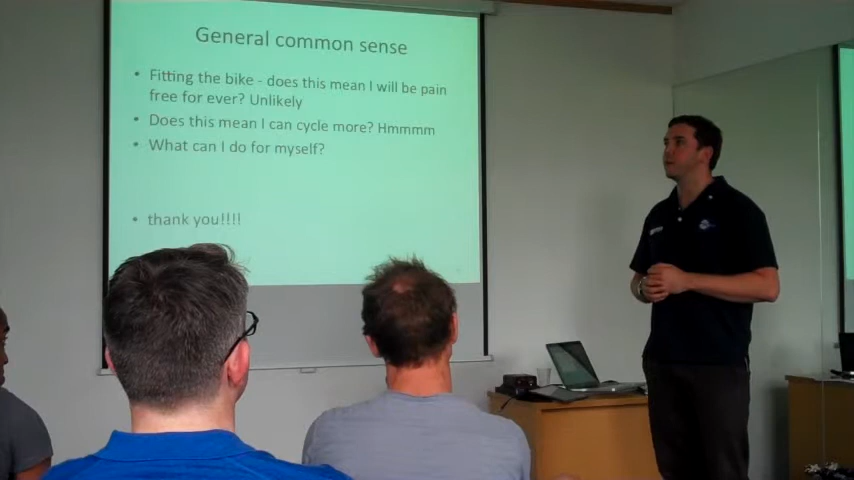 General common sense
• Fitting the bike - does this mean I will be pain
free for ever? Unlikely
• Does this mean I can cycle more? Hmmmm
• What can I do for myself?
• thank you!!!!